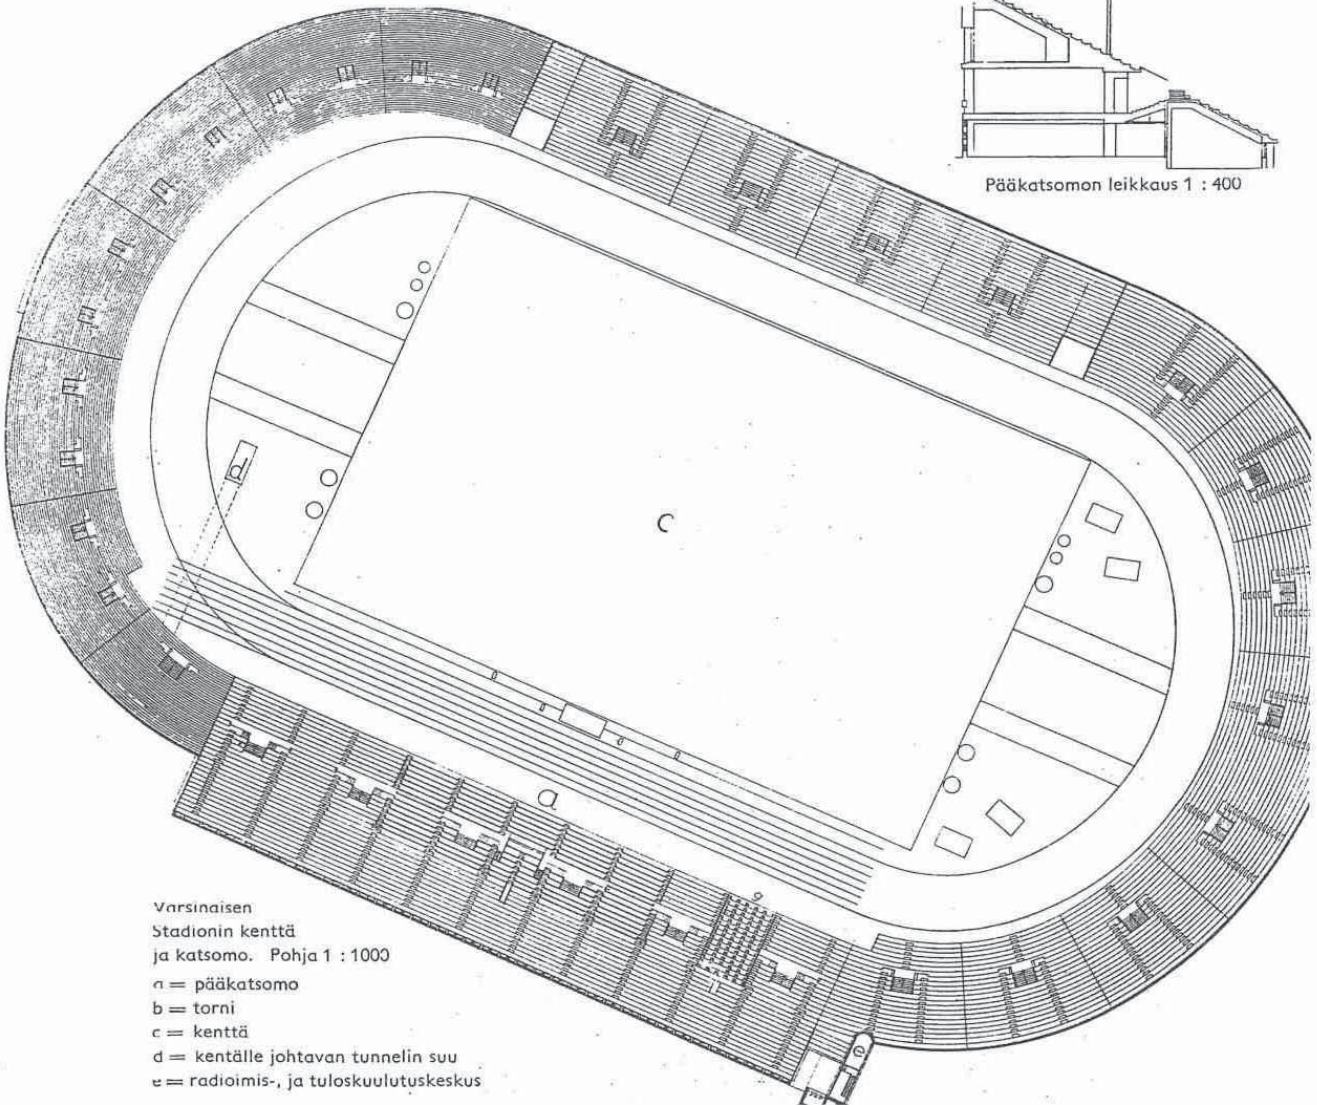 Pääkatsomon leikkaus 1 : 400
d
c
a
g
e
Varsinaisen
Stadionin kenttä
ja katsomo. Pohja 1 : 1000
a = pääkatsomo
b = torni
c = kenttä
d = kentälle johtavan tunnelin suu
e = radioimis-, ja tuloskuulutuskeskus